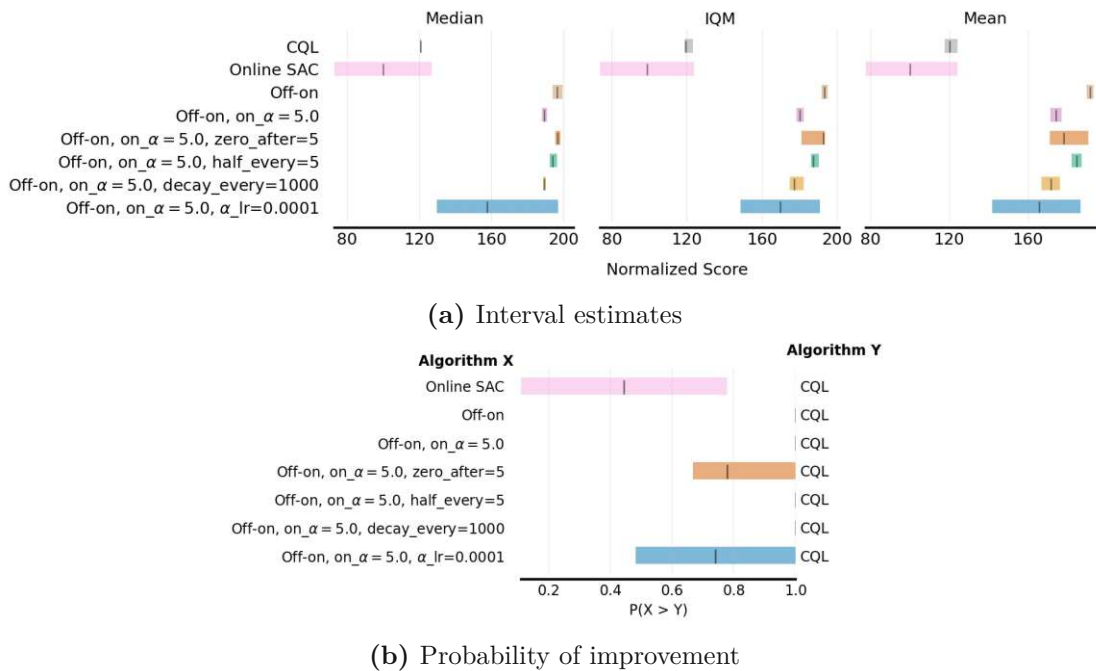 Median IQM Mean
CQL
Online SAC
Off-on
Off-on, on_α = 5.0
Off-on, on_α = 5.0, zero_after=5
Off-on, on_α = 5.0, half_every=5
Off-on, on_α = 5.0, decay_every=1000
Off-on, on_α = 5.0, α_lr=0.0001
80 120 160 200 80 120 160 200 80 120 160
Normalized Score
(a) Interval estimates
Algorithm X Algorithm Y
Online SAC CQL
Off-on CQL
Off-on, on_α = 5.0 CQL
Off-on, on_α = 5.0, zero_after=5 CQL
Off-on, on_α = 5.0, half_every=5 CQL
Off-on, on_α = 5.0, decay_every=1000 CQL
Off-on, on_α = 5.0, α_lr=0.0001 CQL
0.2 0.4 0.6 0.8 1.0
P(X > Y)
(b) Probability of improvement